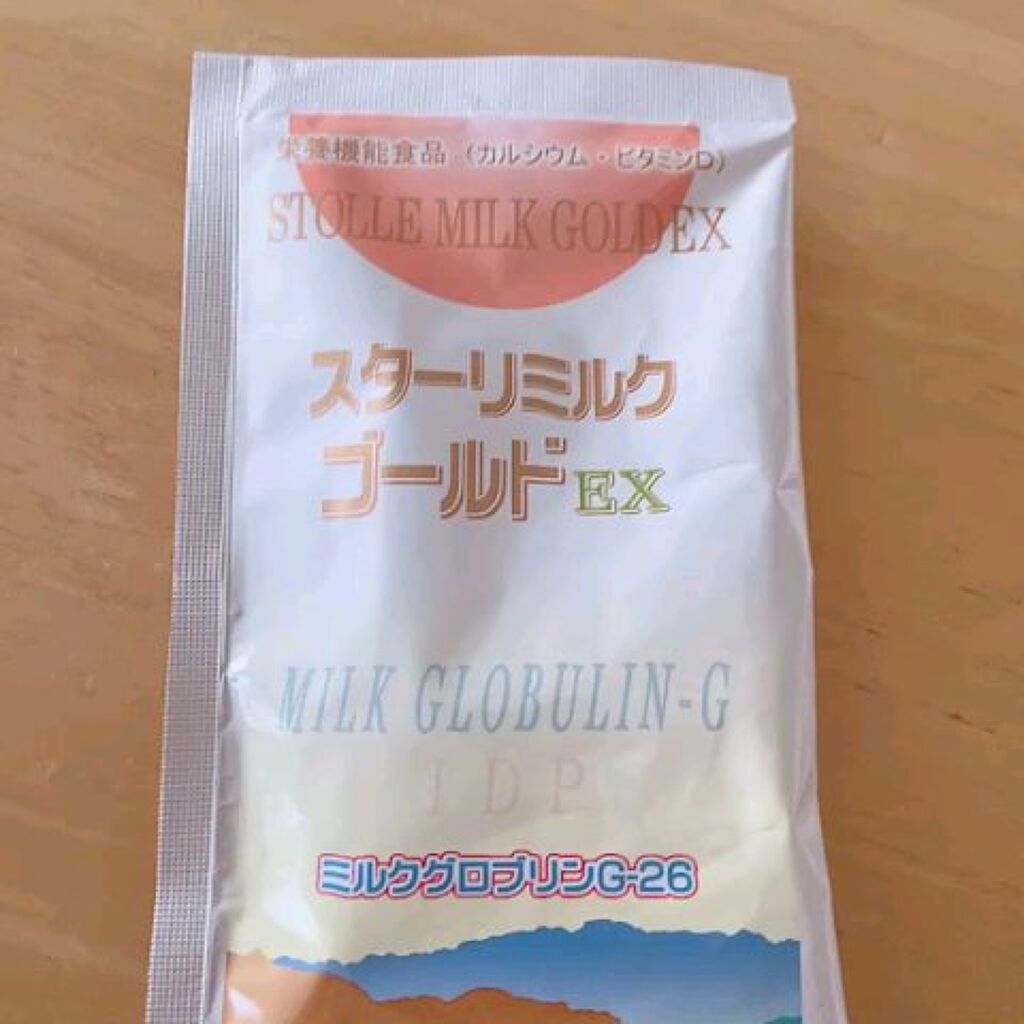 栄養機能食品（カルシウム・ビタミンD）
STOLLE MILK GOLD EX
スターリミルク
ゴールドEX
MILK GLOBULIN-G
IDP
ミルクグロブリンG-26